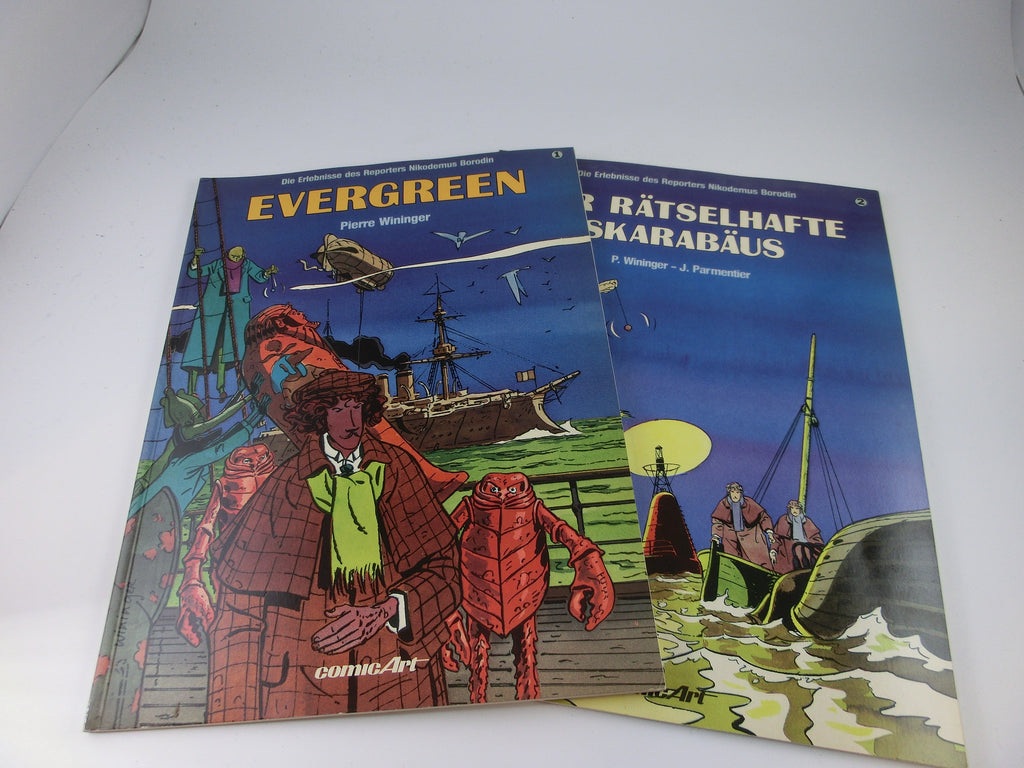 Die Erlebnisse des Reporters Nikodemus Borodin
1
EVERGREEN
Pierre Wininger
comicArt
Die Erlebnisse des Reporters Nikodemus Borodin
2
R RÄTSELHAFTE
SKARABÄUS
P. Wininger – J. Parmentier
icArt